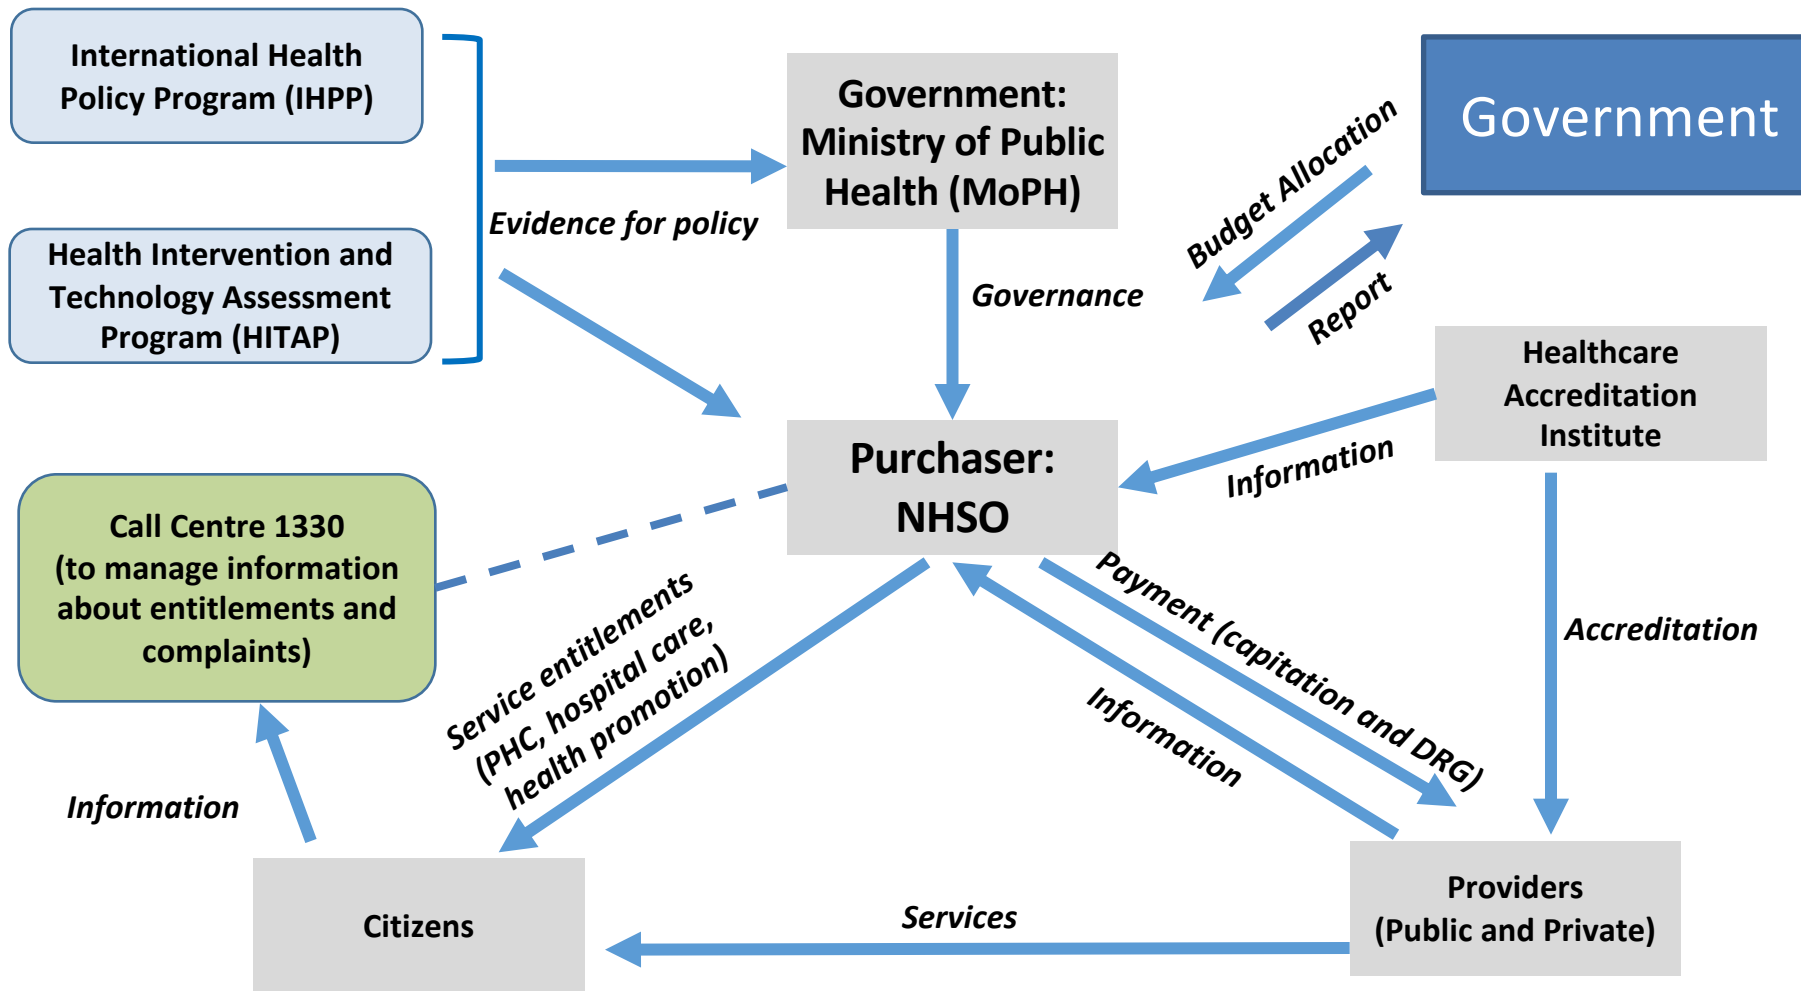 International Health
Policy Program (IHPP)
Government:
Ministry of Public
Health (MoPH)
Government
Health Intervention and
Technology Assessment
Program (HITAP)
Evidence for policy
Governance
Budget Allocation
Report
Healthcare
Accreditation
Institute
Purchaser:
NHSO
Information
Call Centre 1330
(to manage information
about entitlements and
complaints)
Service entitlements
(PHC, hospital care,
health promotion)
Payment (capitation and DRG)
Information
Accreditation
Information
Citizens
Services
Providers
(Public and Private)